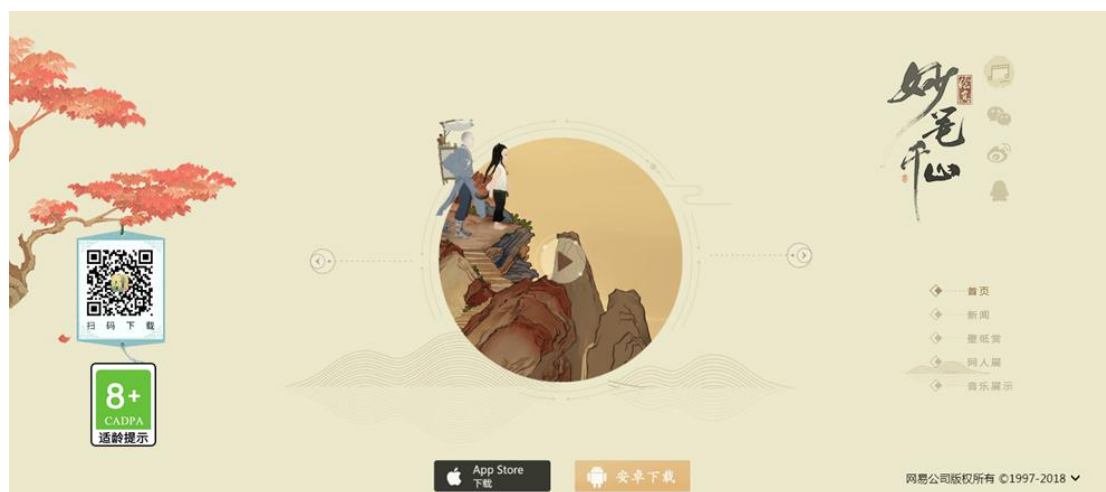 妙笔千山
扫码下载
8+
CADPA
适龄提示
首页
新闻
壁纸赏
同人展
音乐展示
App Store
下载
安卓下载
网易公司版权所有 ©1997-2018